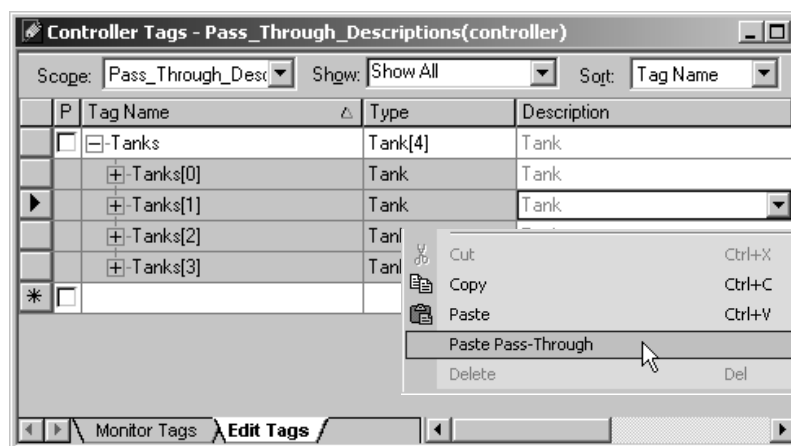 Controller Tags - Pass_Through_Descriptions(controller)
Scope: Pass_Through_Desc Show: Show All Sort: Tag Name
P Tag Name Type Description
Tanks Tank[4] Tank
Tanks[0] Tank Tank
Tanks[1] Tank Tank
Tanks[2]
Tanks[3]
Cut Ctrl+X
Copy Ctrl+C
Paste Ctrl+V
Paste Pass-Through
Delete Del
Monitor Tags Edit Tags